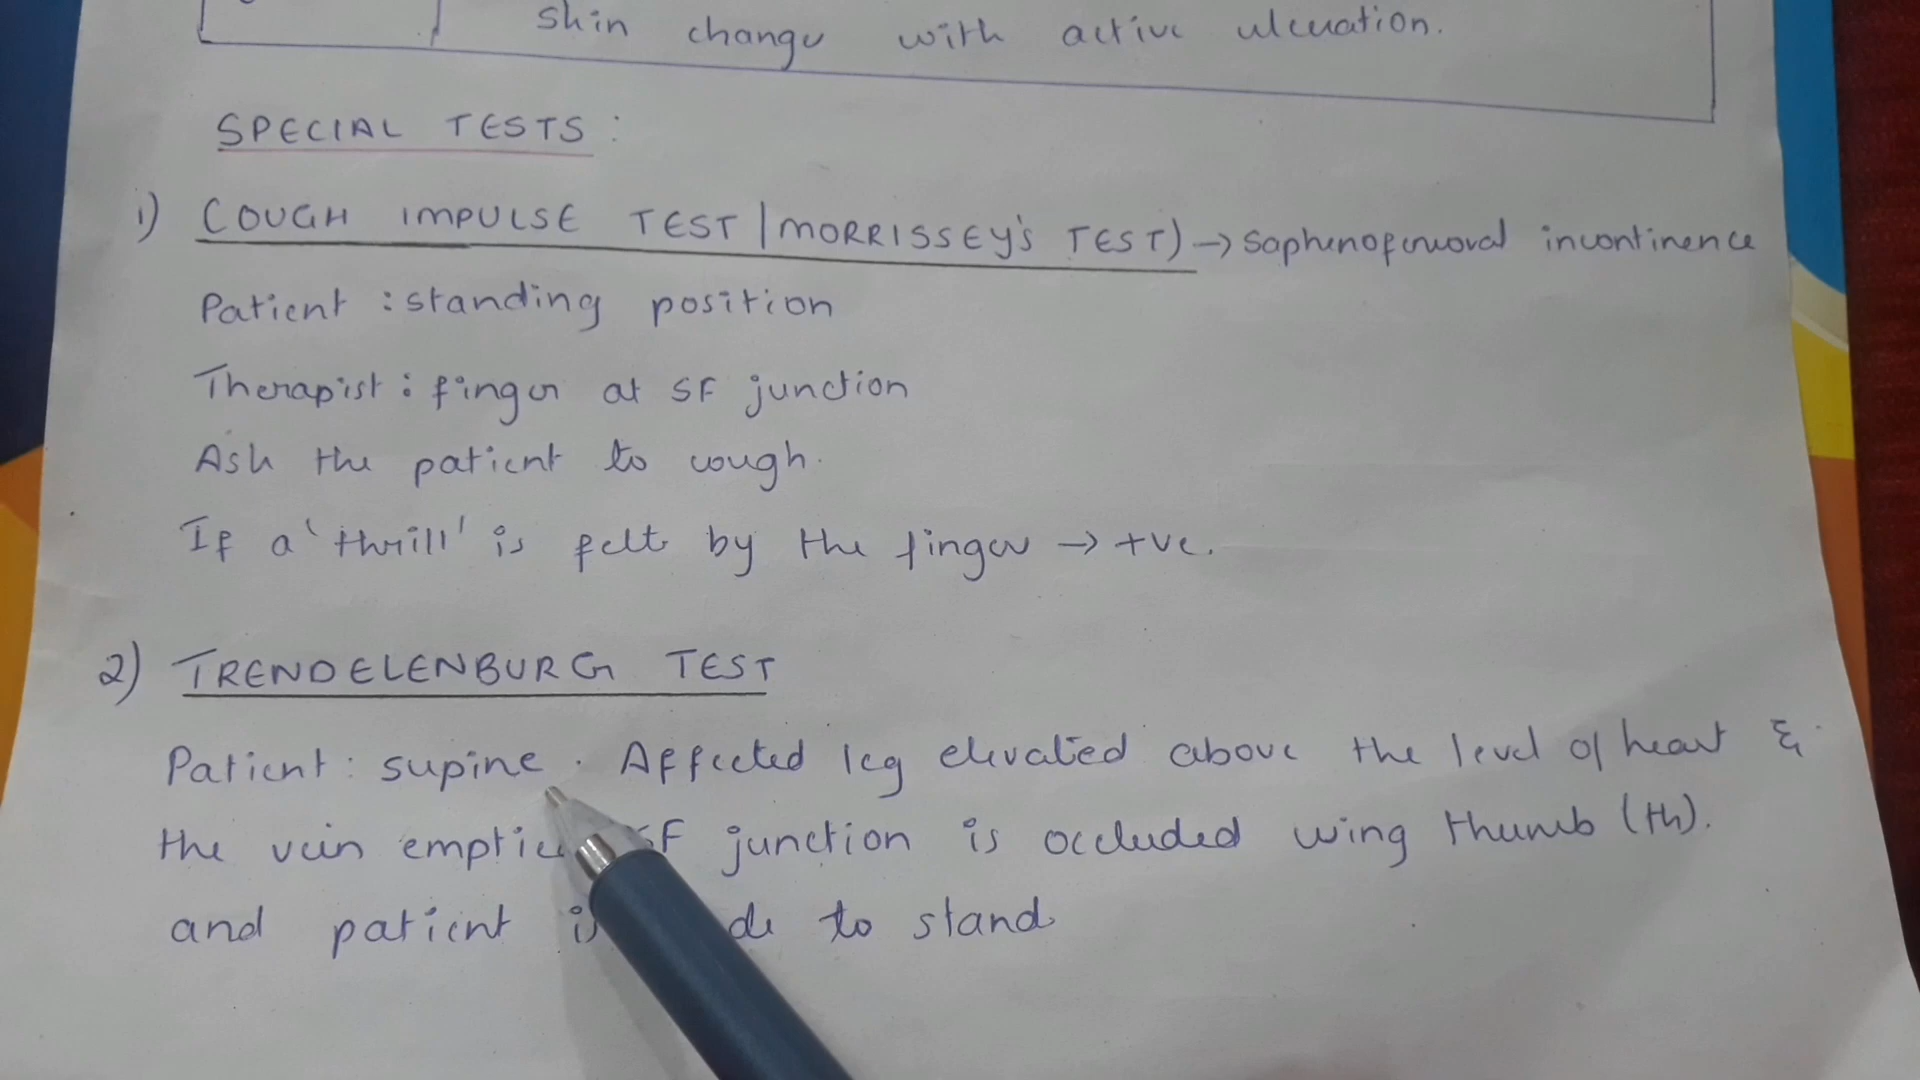 skin change with active ulceration.
SPECIAL TESTS :
1) COUGH IMPULSE TEST | MORRISSEY'S TEST) → Saphenofemoral incontinence
Patient : standing position
Therapist : finger at SF junction
Ask the patient to cough.
If a 'thrill' is felt by the finger → +ve.
2) TRENDELENBURG TEST
Patient : supine . Affected leg elevated above the level of heart &
the vein SF junction is occluded using thumb (th).
and patient to stand